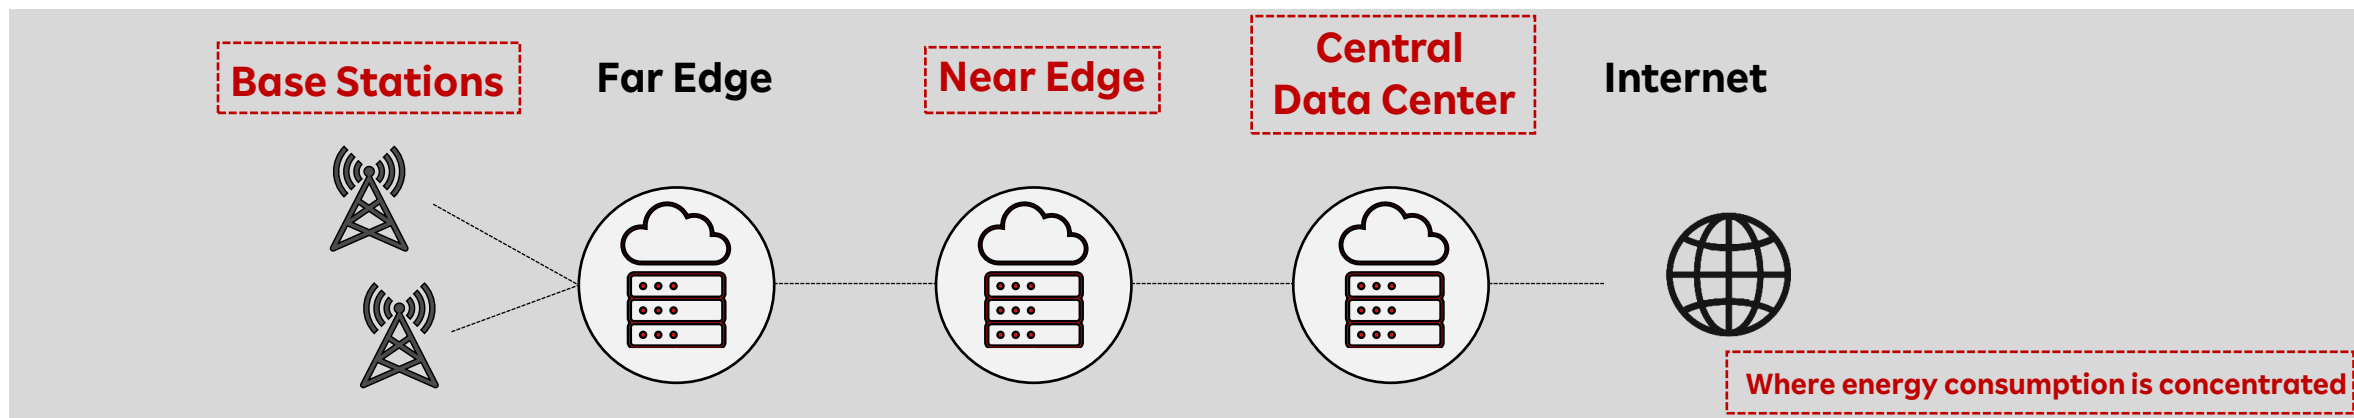 Base Stations
Far Edge
Near Edge
Central
Data Center
Internet
Where energy consumption is concentrated